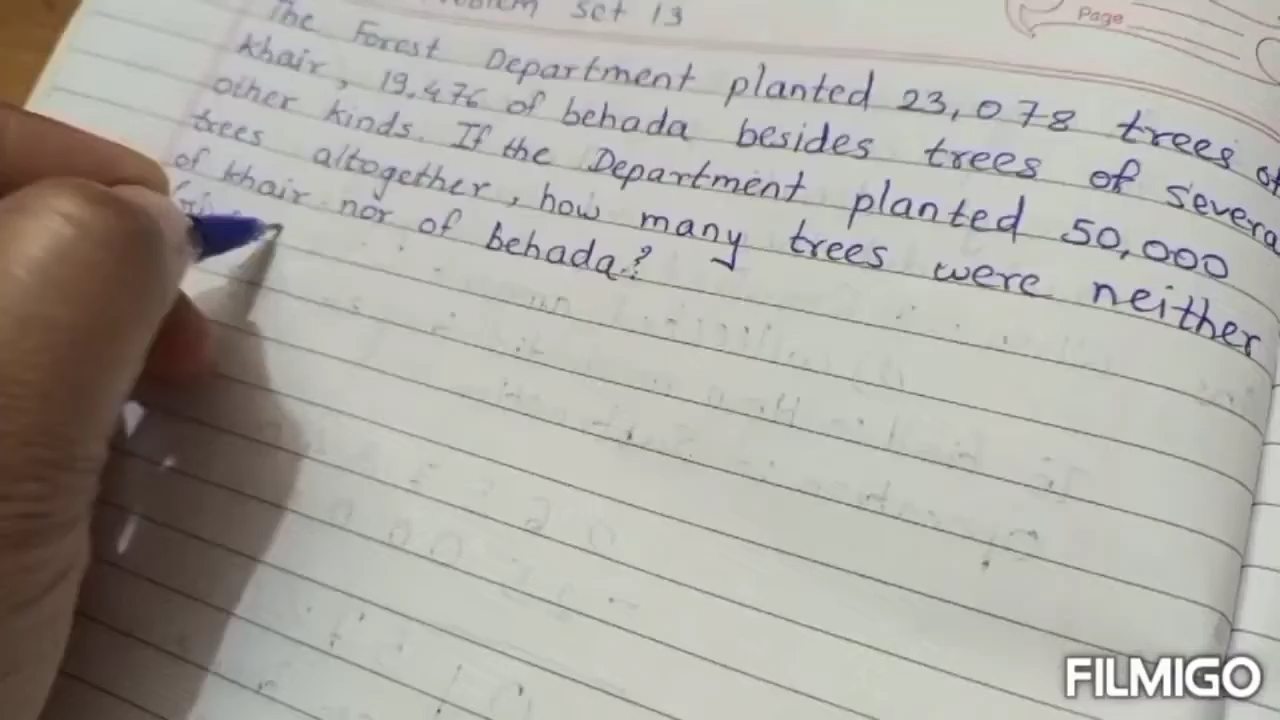 Problem Set 13
Page
The Forest Department planted 23,078 trees of
khair, 19,476 of behada besides trees of several
other kinds. If the Department planted 50,000
trees altogether, how many trees were neither
of khair nor of behada?
FILMIGO